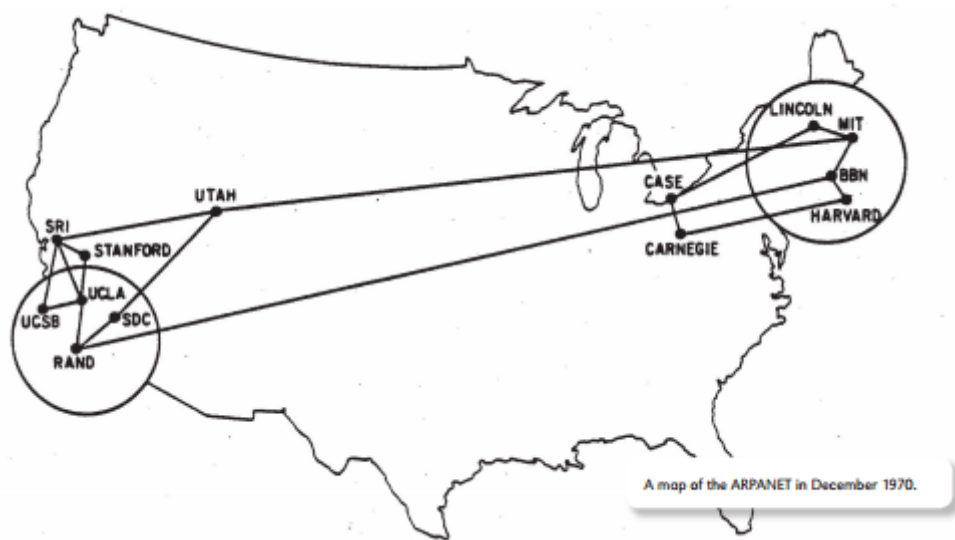 LINCOLN
MIT
CASE
BBN
UTAH
HARVARD
SRI
STANFORD
CARNEGIE
UCLA
UCSB
SDC
RAND
A map of the ARPANET in December 1970.